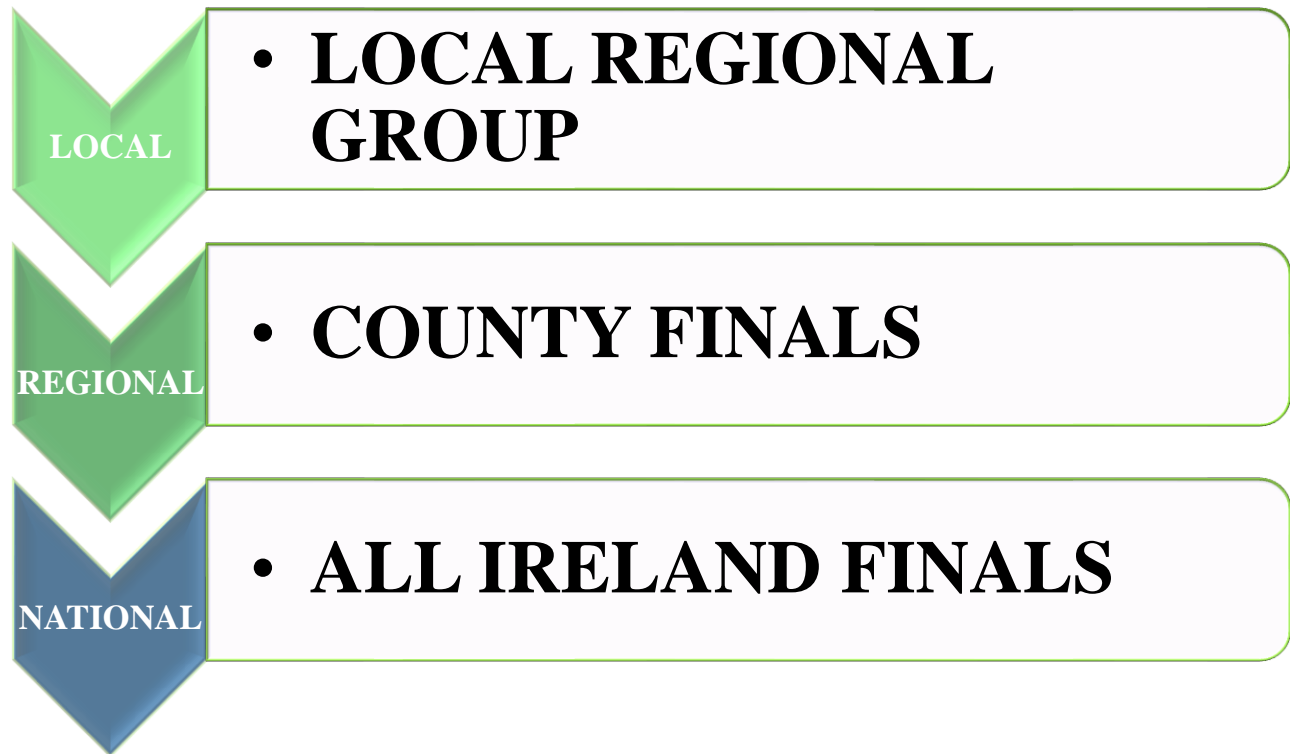 LOCAL
• LOCAL REGIONAL
GROUP
REGIONAL
• COUNTY FINALS
NATIONAL
• ALL IRELAND FINALS